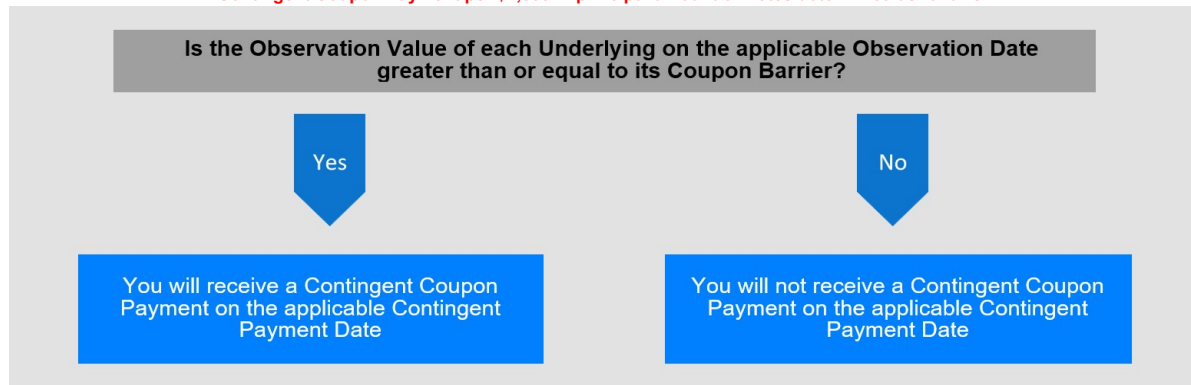 Is the Observation Value of each Underlying on the applicable Observation Date
greater than or equal to its Coupon Barrier?
Yes
No
You will receive a Contingent Coupon
Payment on the applicable Contingent
Payment Date
You will not receive a Contingent Coupon
Payment on the applicable Contingent
Payment Date